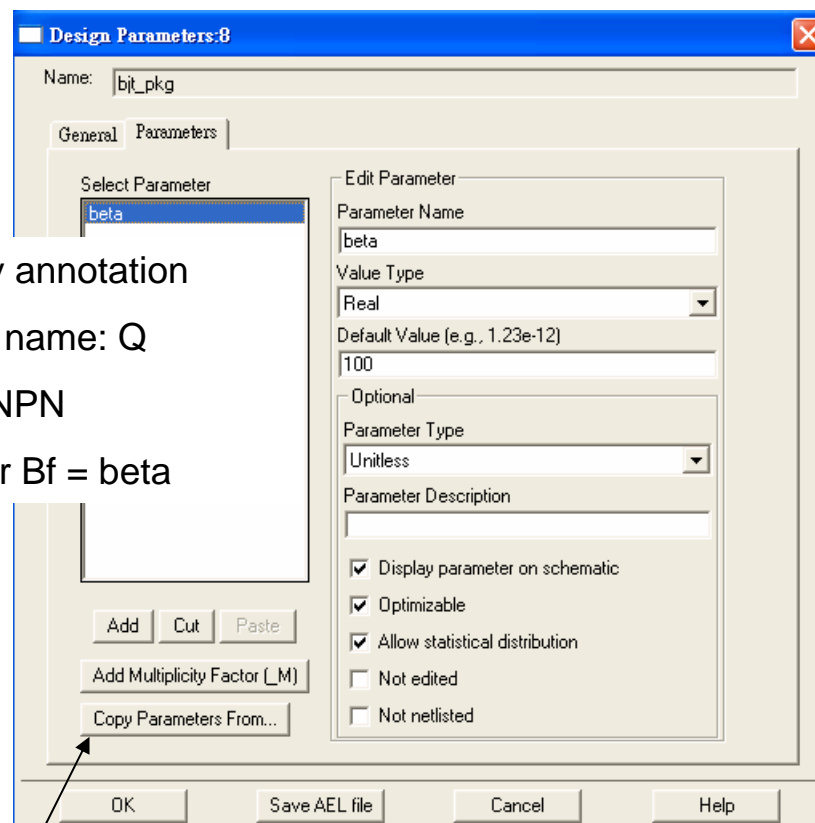 Design Parameters:8
Name: bjt_pkg
General Parameters
Select Parameter
beta
annotation
name: Q
NPN
r Bf = beta
Add Cut Paste
Add Multiplicity Factor (_M)
Copy Parameters From...
Edit Parameter
Parameter Name
beta
Value Type
Real
Default Value (e.g., 1.23e-12)
100
Optional
Parameter Type
Unitless
Parameter Description
Display parameter on schematic
Optimizable
Allow statistical distribution
Not edited
Not netlisted
OK Save AEL file Cancel Help